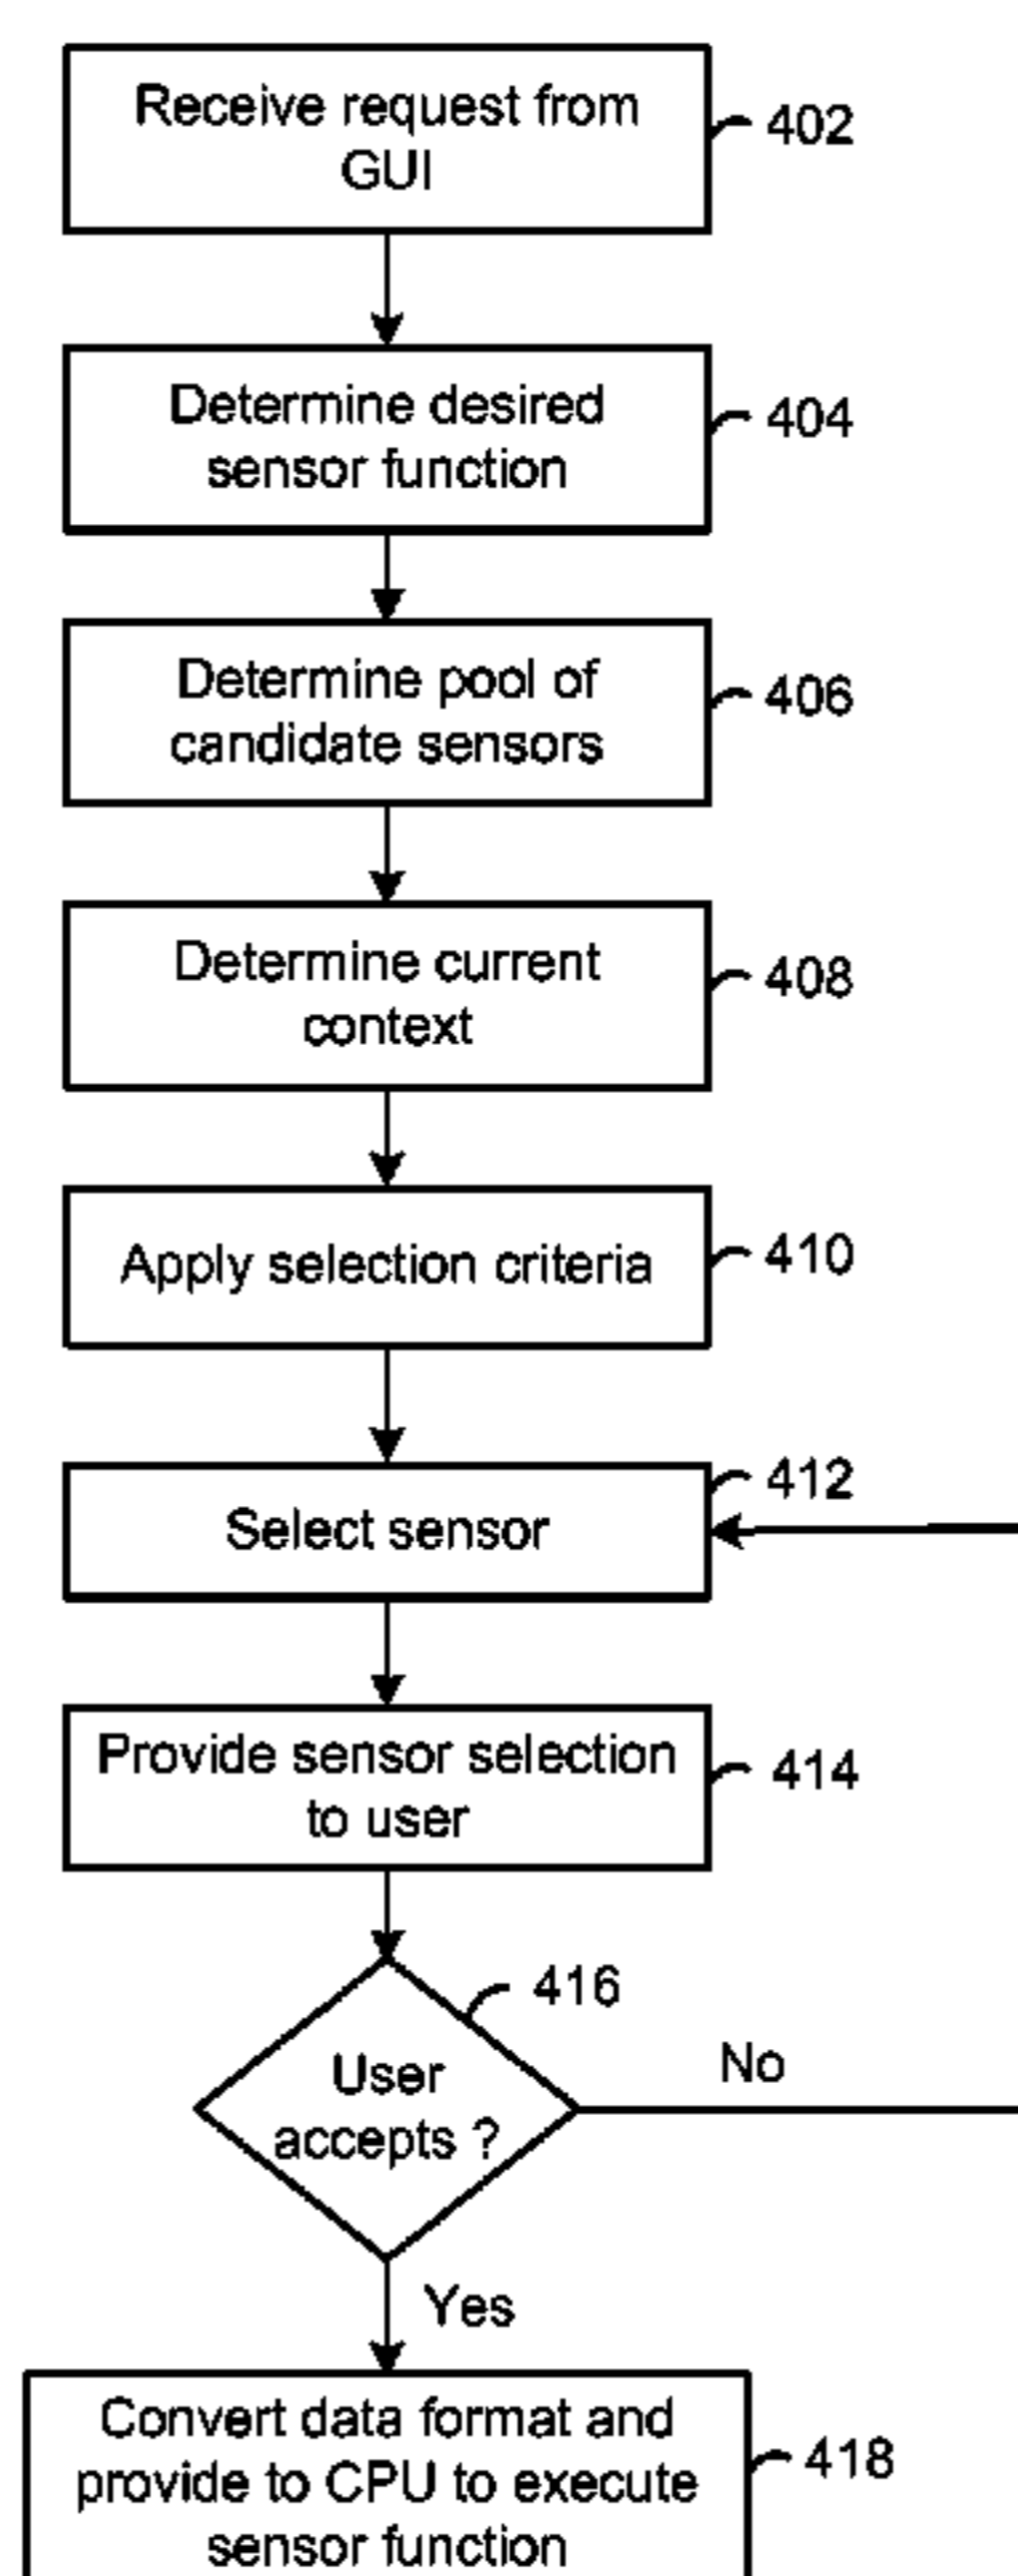 Receive request from
GUI
402
Determine desired
sensor function
404
Determine pool of
candidate sensors
406
Determine current
context
408
Apply selection criteria
410
412
Select sensor
Provide sensor selection
to user
414
416
User
accepts ?
No
Yes
Convert data format and
provide to CPU to execute
sensor function
418